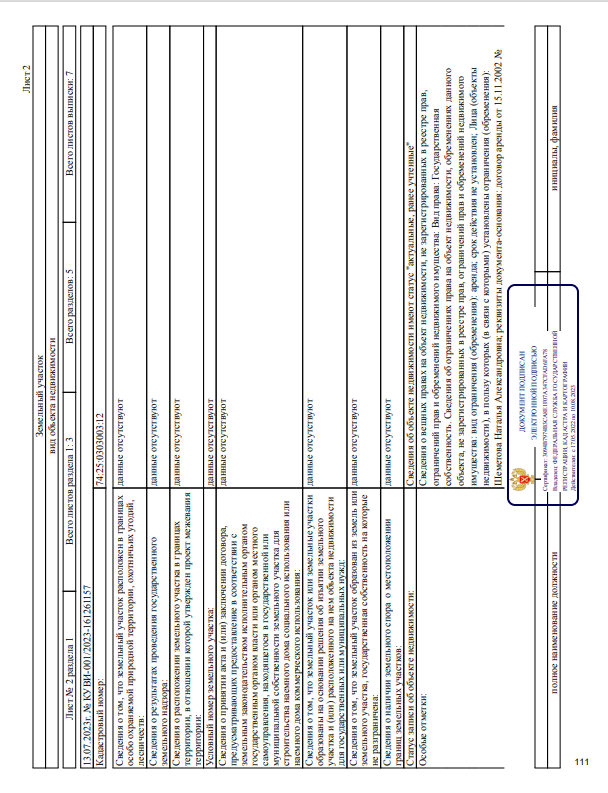 Лист 2
Земельный участок
вид объекта недвижимости
Лист № 2 раздела 1
Всего листов раздела 1: 3
Всего разделов: 5
Всего листов выписки: 7
13.07.2023г. № КУВИ-001/2023-161261157
Кадастровый номер:
74:25:0303003:12
Сведения о том, что земельный участок расположен в границах
особо охраняемой природной территории, охотничьих угодий,
лесничеств:
данные отсутствуют
Сведения о результатах проведения государственного
земельного надзора:
данные отсутствуют
Сведения о расположении земельного участка в границах
территории, в отношении которой утвержден проект межевания
территории:
данные отсутствуют
Условный номер земельного участка:
данные отсутствуют
Сведения о принятии акта и (или) заключении договора,
предусматривающих предоставление в соответствии с
земельным законодательством исполнительным органом
государственной власти или органом местного
самоуправления, находящегося в государственной или
муниципальной собственности земельного участка для
строительства наемного дома социального использования или
наемного дома коммерческого использования:
данные отсутствуют
Сведения о том, что земельный участок или земельные участки
образованы на основании решения об изъятии земельного
участка и (или) расположенного на нем объекта недвижимости
для государственных или муниципальных нужд:
данные отсутствуют
Сведения о том, что земельный участок образован из земель или
земельного участка, государственная собственность на которые
не разграничена:
данные отсутствуют
Сведения о наличии земельного спора о местоположении
границ земельных участков:
данные отсутствуют
Статус записи об объекте недвижимости:
Сведения об объекте недвижимости имеют статус "актуальные, ранее учтенные"
Особые отметки:
Сведения о вещных правах на объект недвижимости, не зарегистрированных в реестре прав,
ограничений прав и обременений недвижимого имущества: Вид права: Государственная
собственность. Сведения об ограничениях права на объект недвижимости, обременениях данного
объекта, не зарегистрированных в реестре прав, ограничений прав и обременений недвижимого
имущества: вид ограничения (обременения): аренда; срок действия не установлен; Лица (объекты
недвижимости), в пользу которых (в связи с которыми) установлены ограничения (обременения):
Шеметова Наталья Александровна; реквизиты документа-основания: договор аренды от 15.11.2002 №
ДОКУМЕНТ ПОДПИСАН
ЭЛЕКТРОННОЙ ПОДПИСЬЮ
Сертификат:
Владелец: ФЕДЕРАЛЬНАЯ СЛУЖБА ГОСУДАРСТВЕННОЙ
РЕГИСТРАЦИИ, КАДАСТРА И КАРТОГРАФИИ
Действителен: с 17.05.2022 по 10.08.2023
полное наименование должности
инициалы, фамилия
111